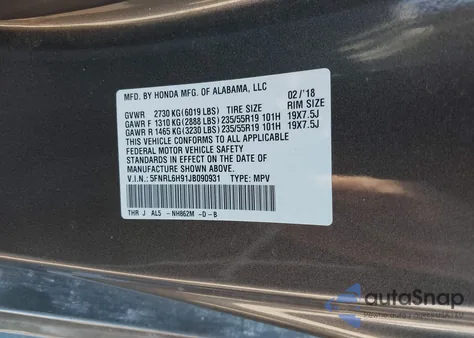 MFD. BY HONDA MFG. OF ALABAMA, LLC 02/'18
GVWR 2730 KG(6019 LBS) TIRE SIZE RIM SIZE
GAWR F 1310 KG(2888 LBS)235/55R19 101H 19X7.5J
GAWR R 1465 KG(3230 LBS)235/55R19 101H 19X7.5J
THIS VEHICLE CONFORMS TO ALL APPLICABLE
FEDERAL MOTOR VEHICLE SAFETY
STANDARDS IN EFFECT ON THE DATE OF
MANUFACTURE SHOWN ABOVE.
V.I.N.:5FNRL6H91JB090931 TYPE: MPV
THR J AL5 -NH862M -D-B
autoSnap